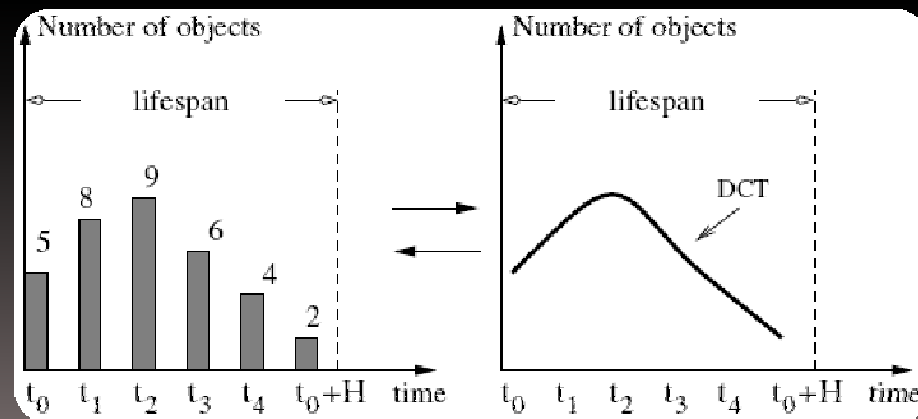 Number of objects
lifespan
5
8
9
6
4
2
t0 t1 t2 t3 t4 t0+H time
Number of objects
lifespan
DCT
t0 t1 t2 t3 t4 t0+H time